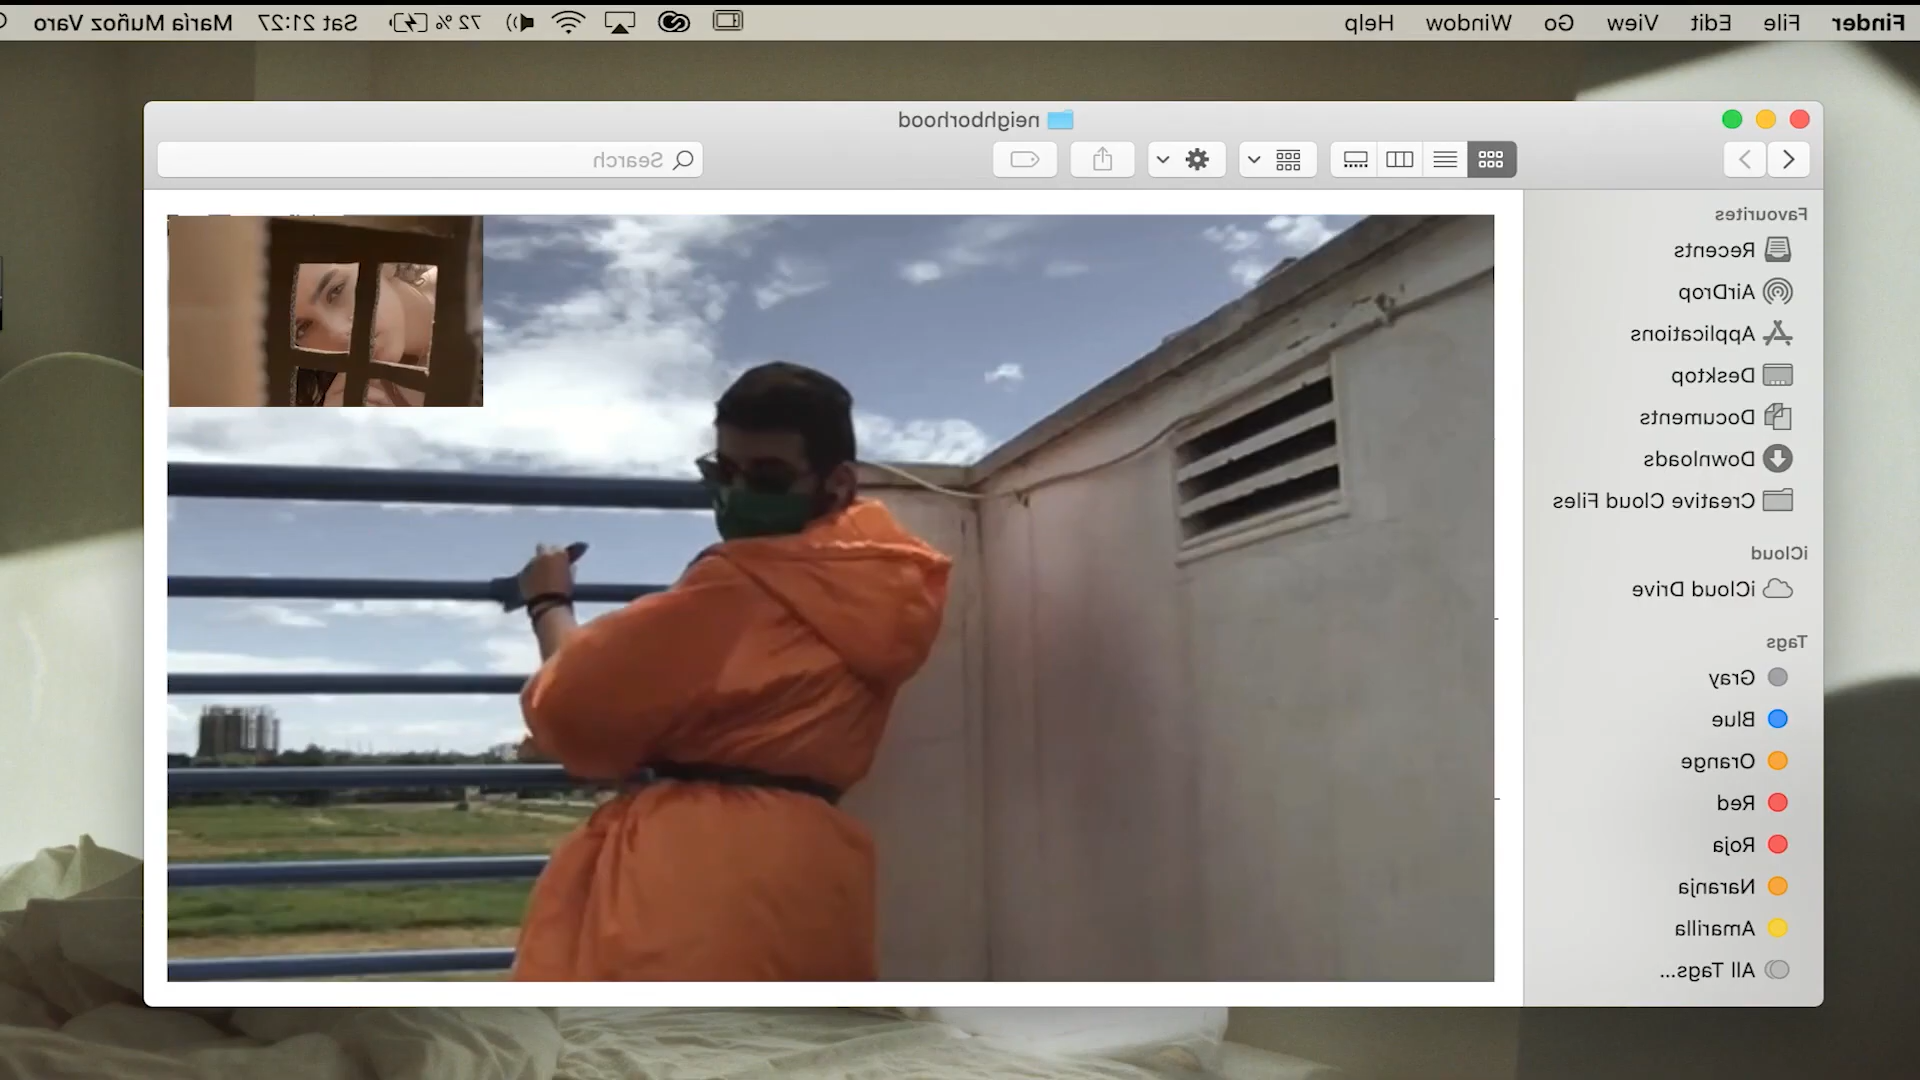 Finder File Edit View Go Window Help
72 % Sat 21:27 María Muñoz Varo
neighborhood
Search
Favourites
Recents
AirDrop
Applications
Desktop
Documents
Downloads
Creative Cloud Files
iCloud
iCloud Drive
Tags
Gray
Blue
Orange
Red
Roja
Naranja
Amarilla
All Tags...